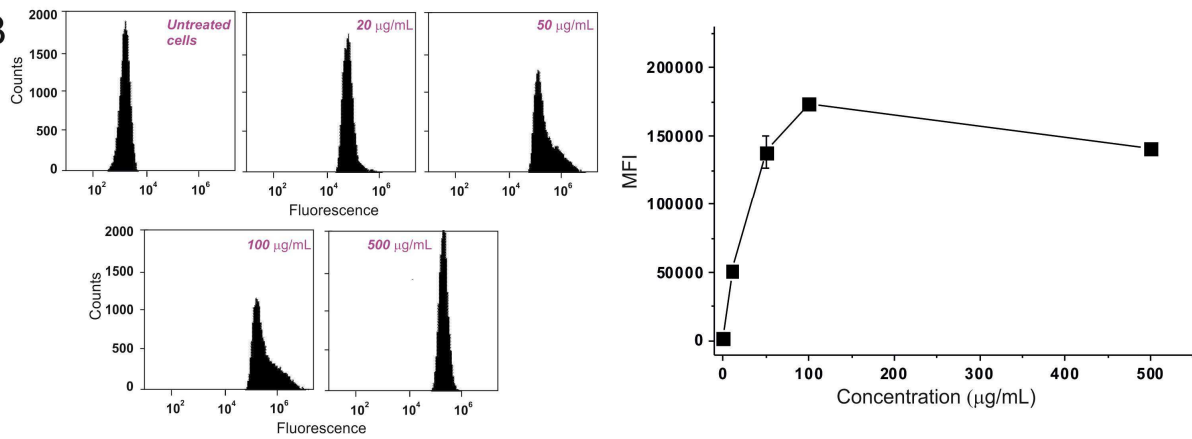 B
2000
1500
1000
500
0
Counts
Untreated
cells
10² 10⁴ 10⁶
20 µg/mL
10² 10⁴ 10⁶
Fluorescence
50 µg/mL
10² 10⁴ 10⁶
2000
1500
1000
500
0
Counts
100 µg/mL
10² 10⁴ 10⁶
Fluorescence
500 µg/mL
10² 10⁴ 10⁶
200000
150000
100000
50000
0
MFI
0 100 200 300 400 500
Concentration (µg/mL)